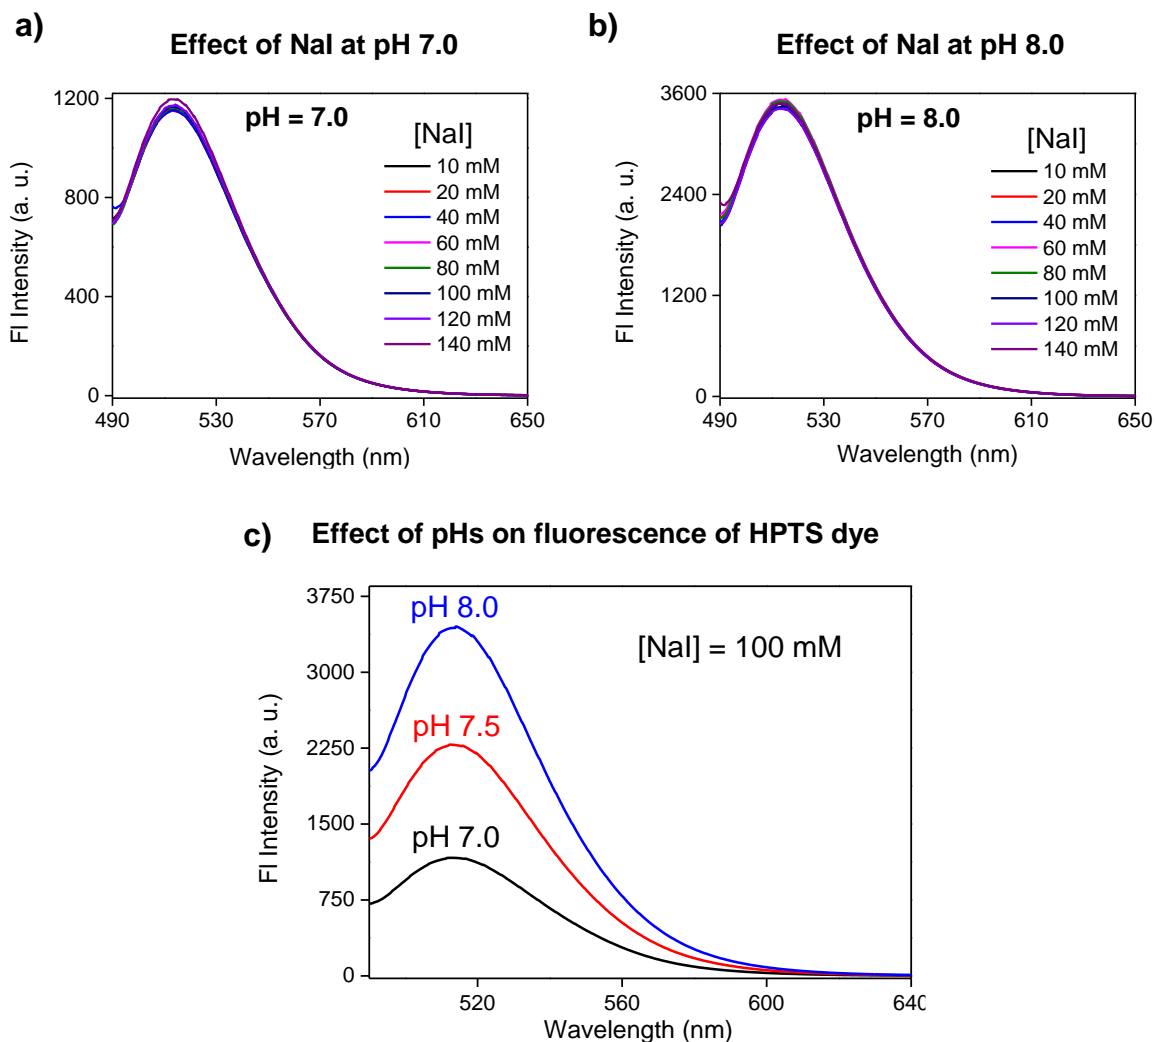 a)
Effect of NaI at pH 7.0
1200
800
400
0
Fl Intensity (a. u.)
pH = 7.0
[NaI]
10 mM
20 mM
40 mM
60 mM
80 mM
100 mM
120 mM
140 mM
490 530 570 610 650
Wavelength (nm)
b)
Effect of NaI at pH 8.0
3600
2400
1200
0
Fl Intensity (a. u.)
pH = 8.0
[NaI]
10 mM
20 mM
40 mM
60 mM
80 mM
100 mM
120 mM
140 mM
490 530 570 610 650
Wavelength (nm)
c) Effect of pHs on fluorescence of HPTS dye
3750
3000
2250
1500
750
0
Fl Intensity (a. u.)
pH 8.0
[NaI] = 100 mM
pH 7.5
pH 7.0
520 560 600 640
Wavelength (nm)